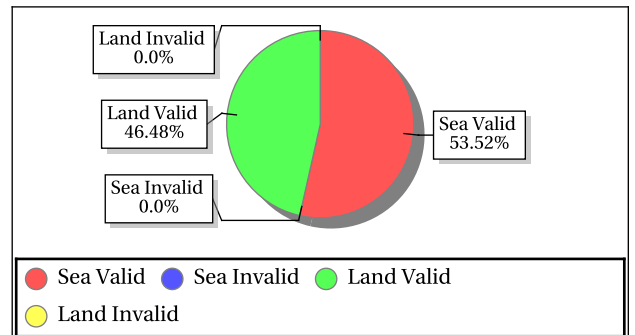 Land Invalid
0.0%
Land Valid
46.48%
Sea Valid
53.52%
Sea Invalid
0.0%
Sea Valid
Sea Invalid
Land Valid
Land Invalid